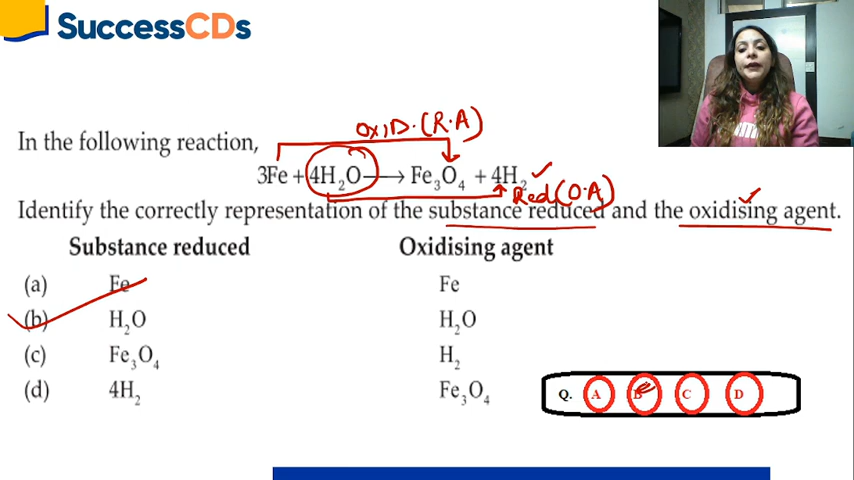 SuccessCDs
OXID.(R.A)
In the following reaction,
3Fe + 4H₂O ⟶ Fe₃O₄ + 4H₂
Red(O.A)
Identify the correctly representation of the substance reduced and the oxidising agent.
Substance reduced Oxidising agent
(a) Fe Fe
(b) H₂O H₂O
(c) Fe₃O₄ H₂
(d) 4H₂ Fe₃O₄
Q. A B C D